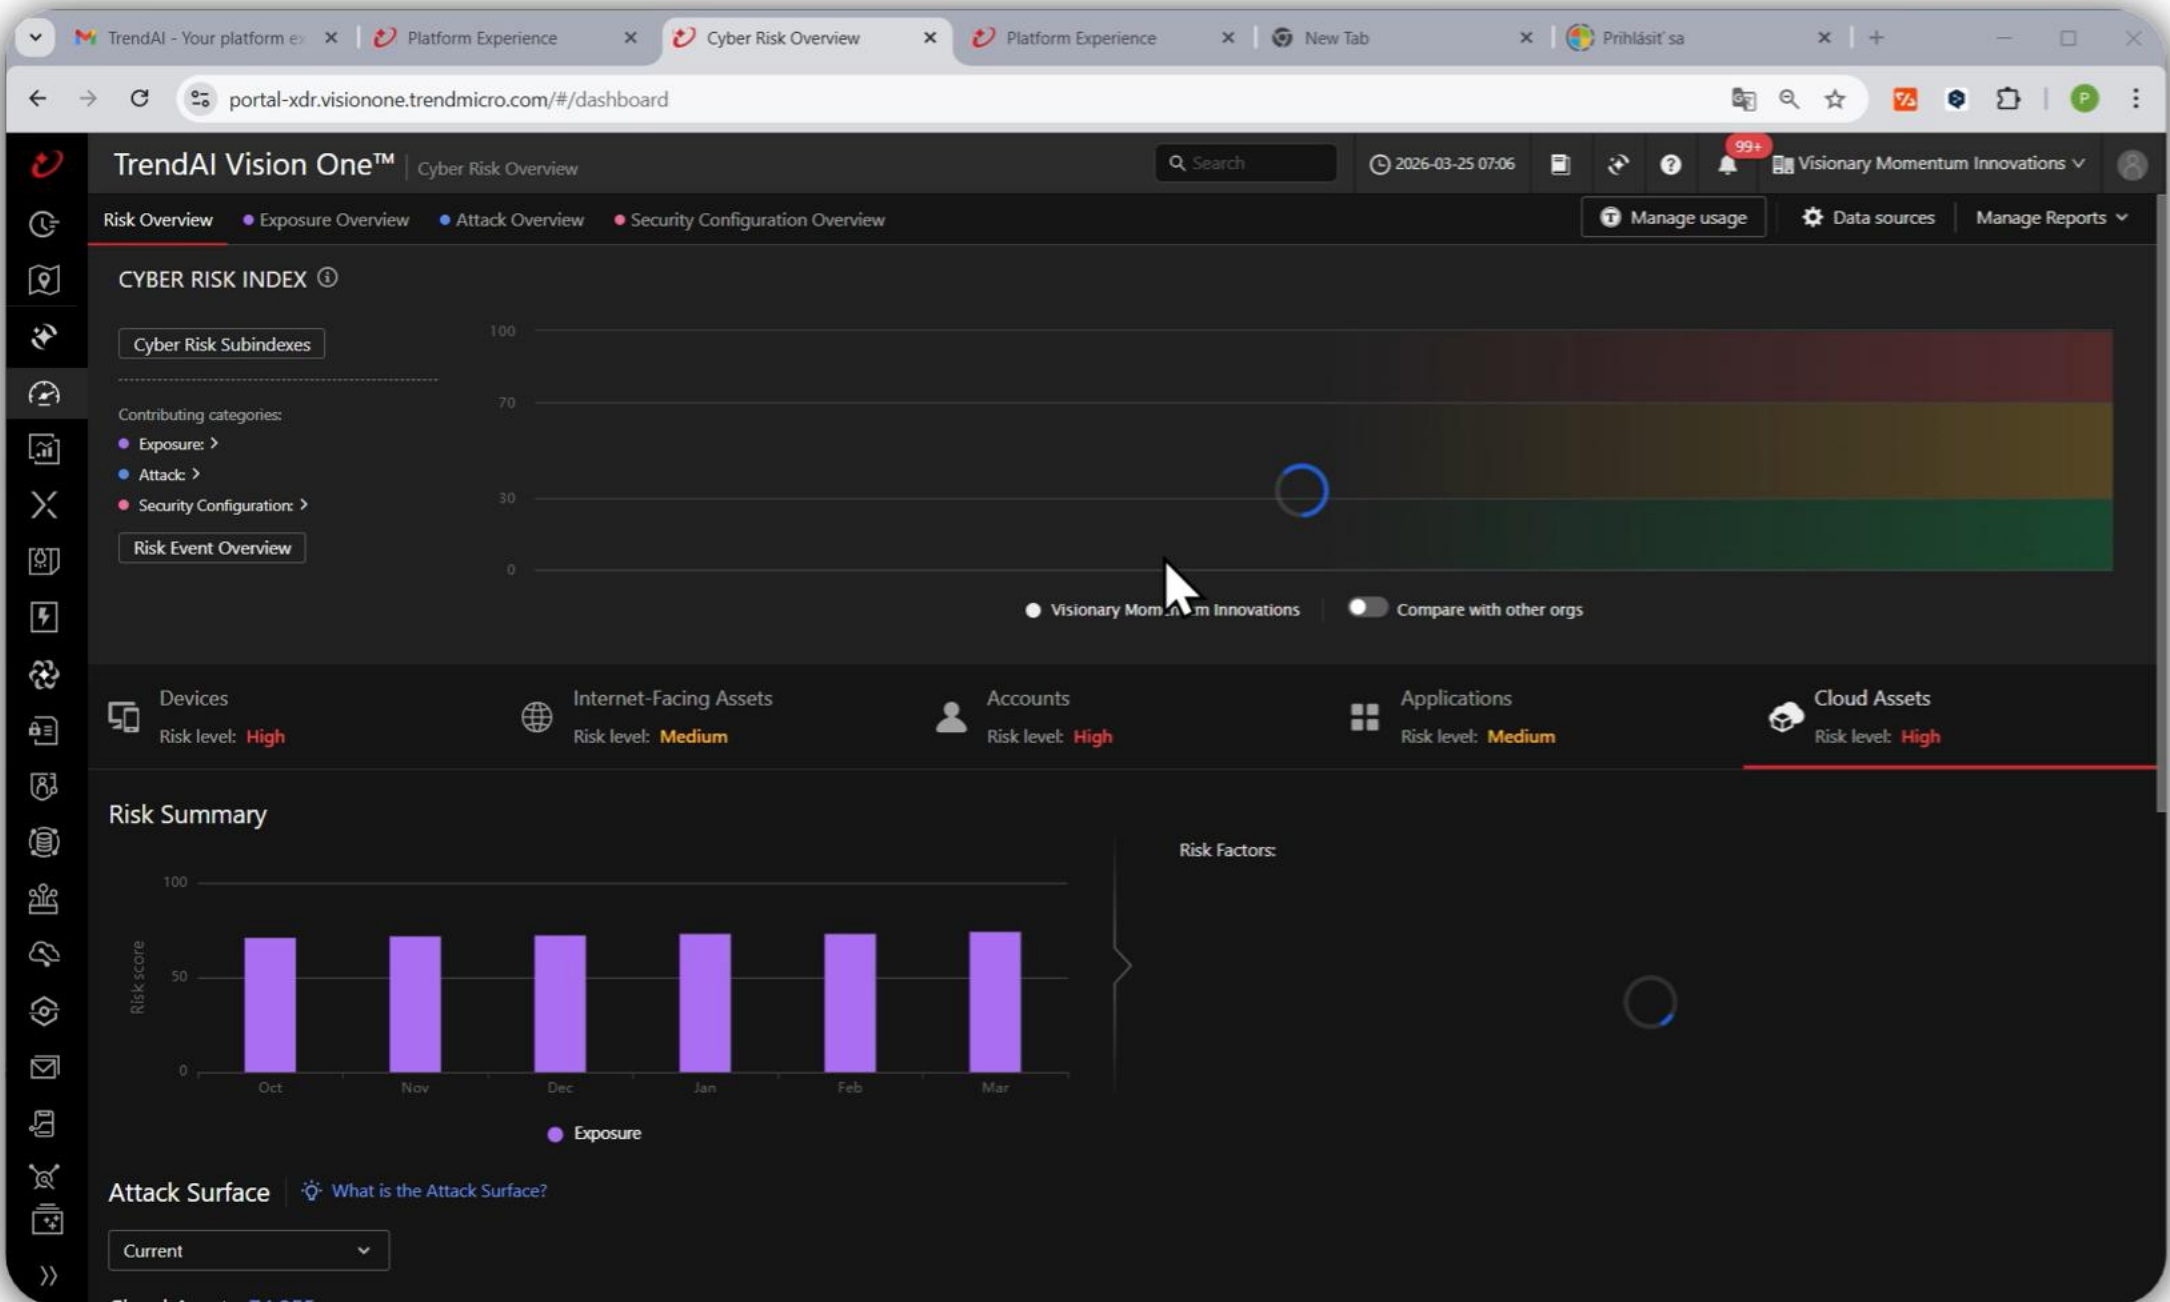 TrendAI - Your platform ex
Platform Experience
Cyber Risk Overview
Platform Experience
New Tab
Prihlásiť sa
portal-xdr.visionone.trendmicro.com/#/dashboard
P
TrendAI Vision One™ | Cyber Risk Overview
Search
2026-03-25 07:06
99+
Visionary Momentum Innovations
Risk Overview
Exposure Overview
Attack Overview
Security Configuration Overview
Manage usage
Data sources
Manage Reports
CYBER RISK INDEX
Cyber Risk Subindexes
Contributing categories:
Exposure:
Attack:
Security Configuration:
Risk Event Overview
100
70
30
0
Visionary Momentum Innovations
Compare with other orgs
Devices
Risk level: High
Internet-Facing Assets
Risk level: Medium
Accounts
Risk level: High
Applications
Risk level: Medium
Cloud Assets
Risk level: High
Risk Summary
Risk score
100
50
0
Oct
Nov
Dec
Jan
Feb
Mar
Exposure
Risk Factors:
Attack Surface
What is the Attack Surface?
Current